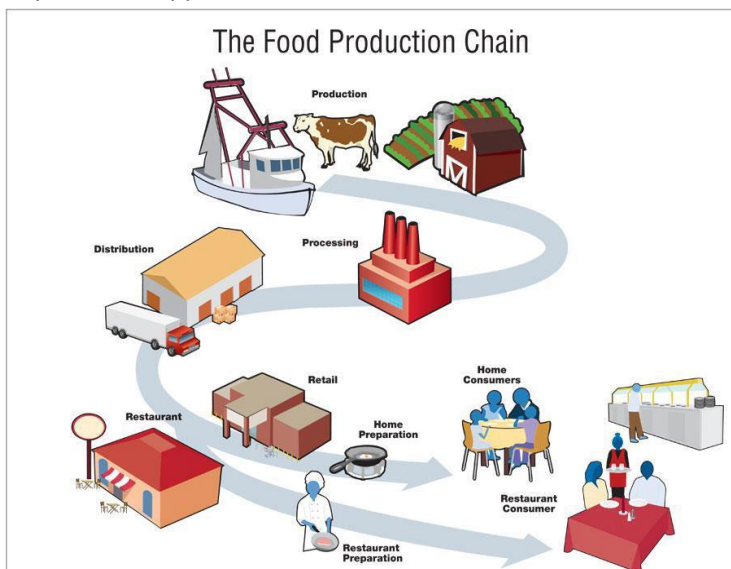 The Food Production Chain
Production
Distribution
Processing
Retail
Home
Consumers
Restaurant
Home
Preparation
Restaurant
Consumer
Restaurant
Preparation